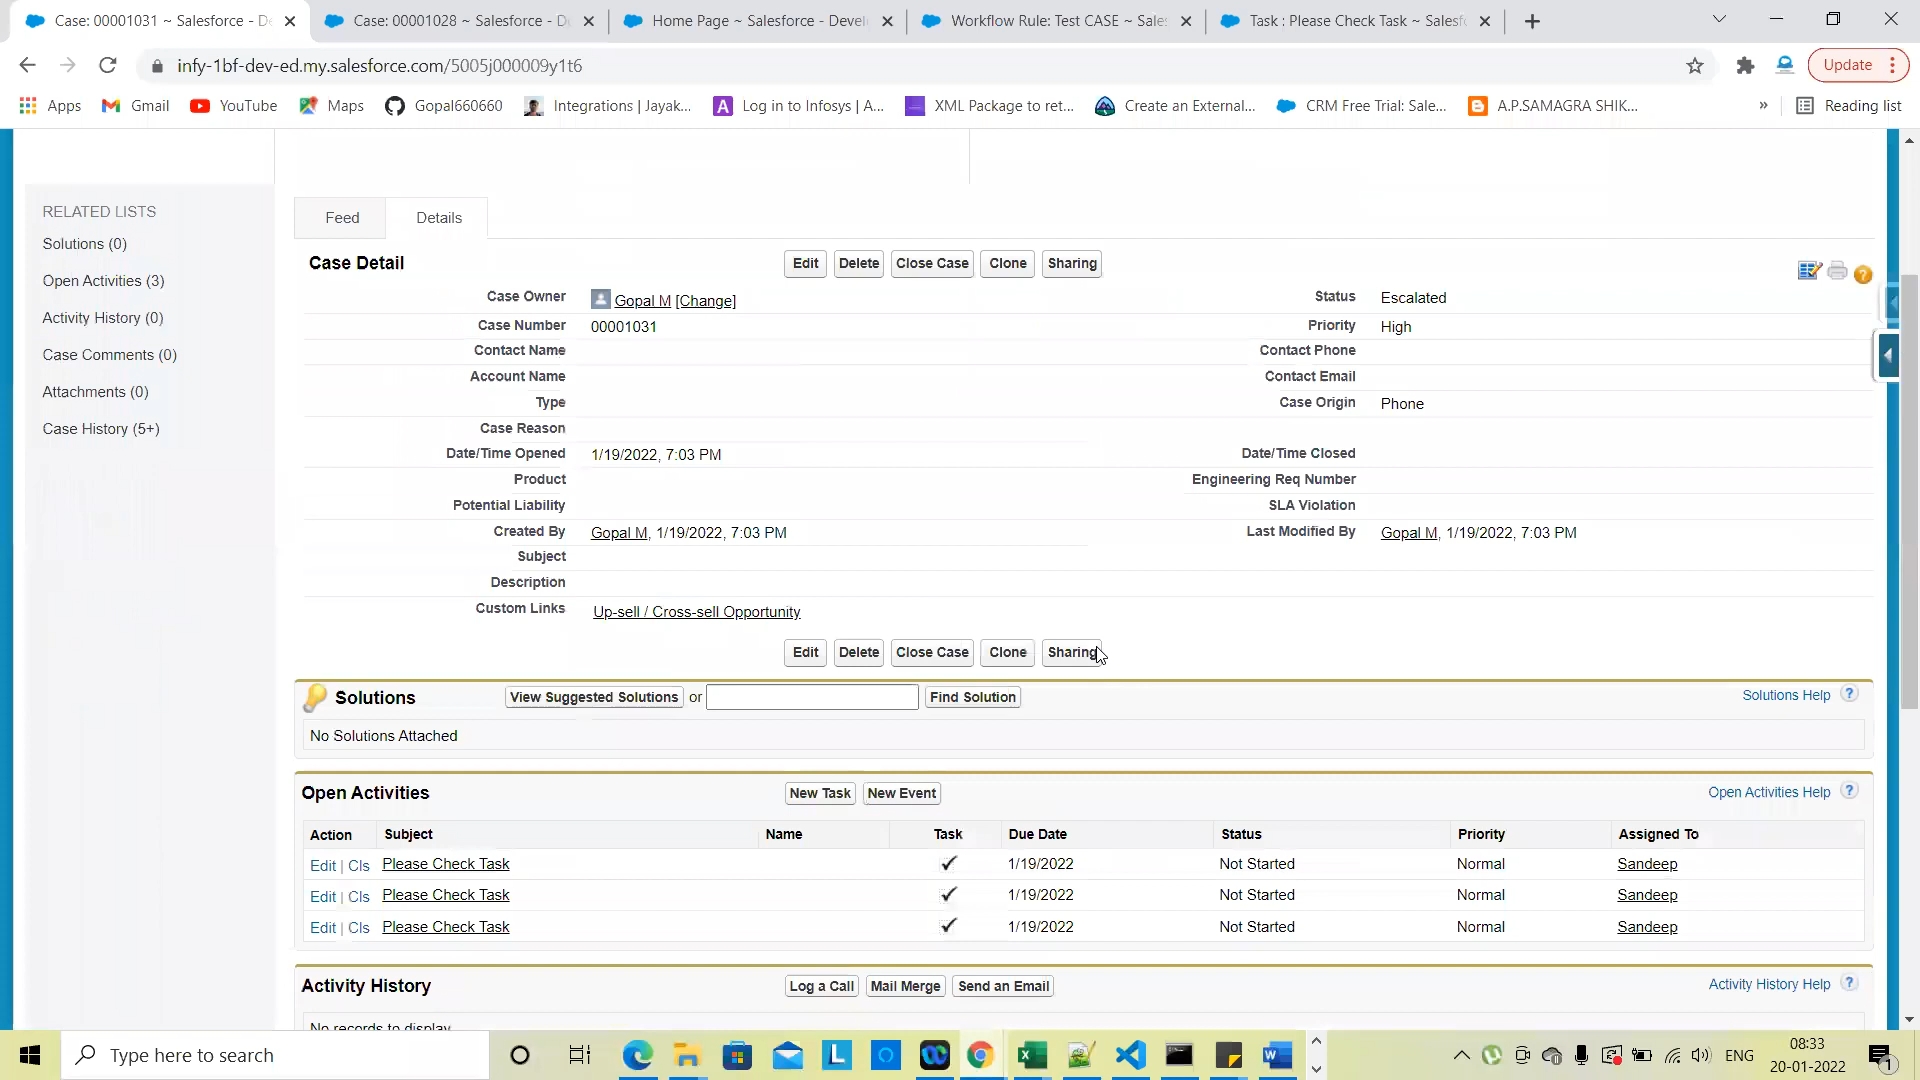 Case: 00001031 ~ Salesforce - De
Case: 00001028 ~ Salesforce - De
Home Page ~ Salesforce - Devel
Workflow Rule: Test CASE ~ Sales
Task : Please Check Task ~ Salesf
infy-1bf-dev-ed.my.salesforce.com/5005j000009y1t6
Update
Apps
Gmail
YouTube
Maps
Gopal660060
Integrations | Jayak...
Log in to Infosys | A...
XML Package to ret...
Create an External...
CRM Free Trial: Sale...
A.P.SAMAGRA SHIK...
»
Reading list
RELATED LISTS
Solutions (0)
Open Activities (3)
Activity History (0)
Case Comments (0)
Attachments (0)
Case History (5+)
Feed
Details
Case Detail
Edit
Delete
Close Case
Clone
Sharing
Case Owner Gopal M [Change]
Status Escalated
Case Number 00001031
Priority High
Contact Name
Contact Phone
Account Name
Contact Email
Type
Case Origin Phone
Case Reason
Date/Time Opened 1/19/2022, 7:03 PM
Date/Time Closed
Product
Engineering Req Number
Potential Liability
SLA Violation
Created By Gopal M, 1/19/2022, 7:03 PM
Last Modified By Gopal M, 1/19/2022, 7:03 PM
Subject
Description
Custom Links Up-sell / Cross-sell Opportunity
Edit
Delete
Close Case
Clone
Sharing
Solutions
View Suggested Solutions or
Find Solution
Solutions Help ?
No Solutions Attached
Open Activities
New Task
New Event
Open Activities Help ?
Action Subject Name Task Due Date Status Priority Assigned To
Edit | Cls Please Check Task 1/19/2022 Not Started Normal Sandeep
Edit | Cls Please Check Task 1/19/2022 Not Started Normal Sandeep
Edit | Cls Please Check Task 1/19/2022 Not Started Normal Sandeep
Activity History
Log a Call
Mail Merge
Send an Email
Activity History Help ?
No records to display
Type here to search
ENG
08:33
20-01-2022
1